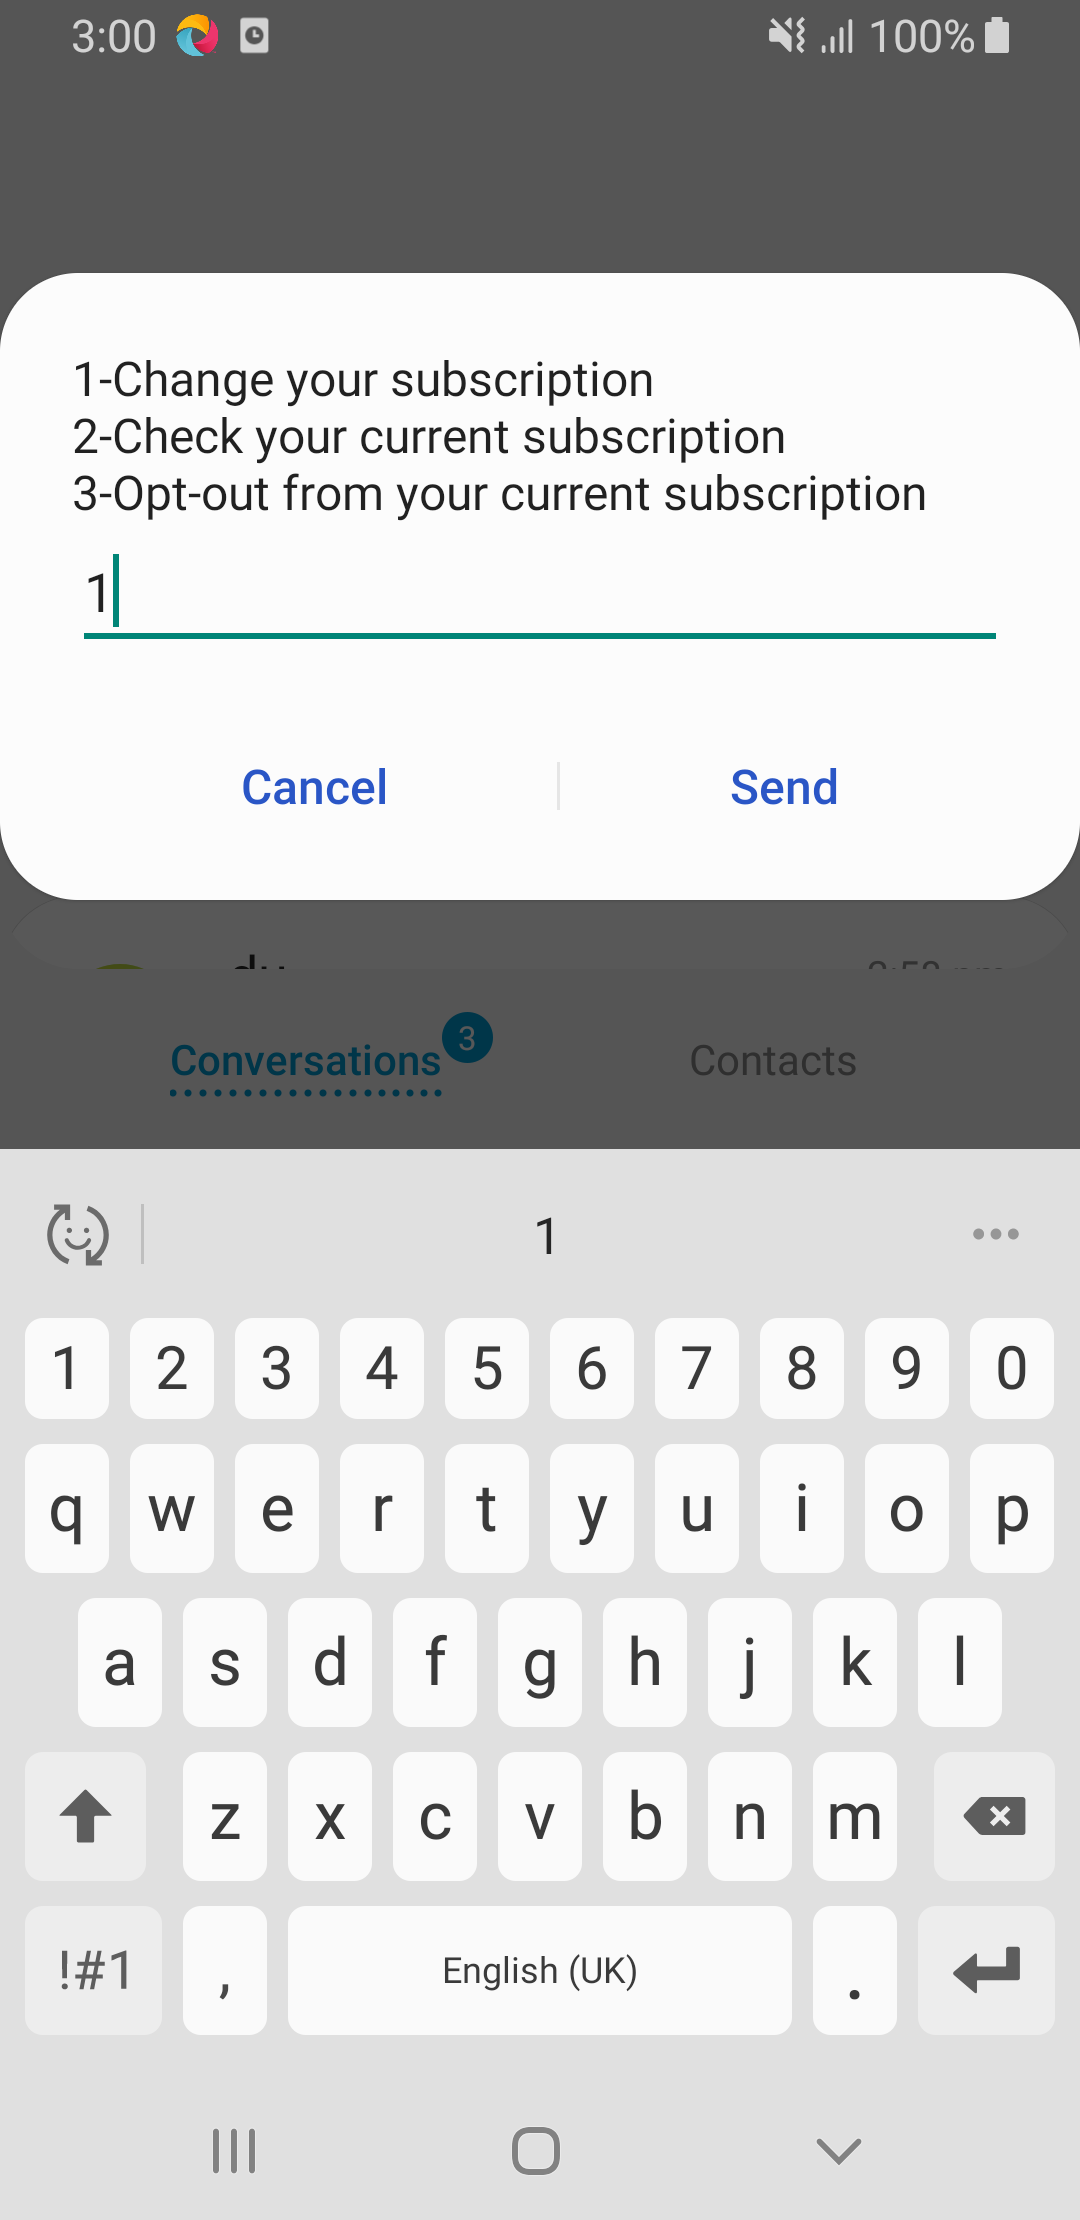 3:00
100%
1-Change your subscription
2-Check your current subscription
3-Opt-out from your current subscription
1
Cancel
Send
Conversations
3
Contacts
1
1 2 3 4 5 6 7 8 9 0
q w e r t y u i o p
a s d f g h j k l
z x c v b n m
!#1 , English (UK) .